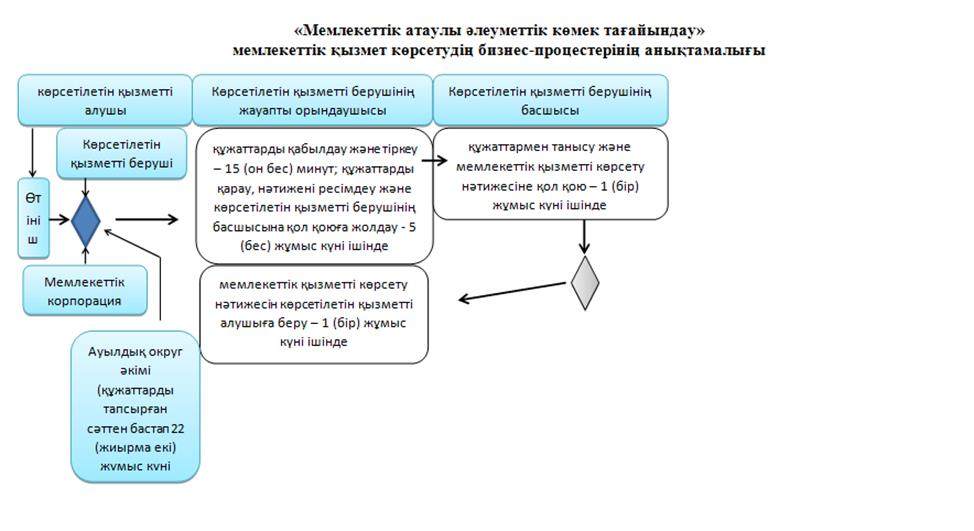 «Мемлекеттік атаулы әлеуметтік көмек тағайындау»
мемлекеттік қызмет көрсетудің бизнес-процестерінің анықтамалығы
көрсетілетін қызметті
алушы
Көрсетілетін қызметті берушінің
жауапты орындаушысы
Көрсетілетін қызметті берушінің
басшысы
Көрсетілетін
қызметті беруші
Өт
ініш
ш
құжаттарды қабылдау және тіркеу
– 15 (он бес) минут; құжаттарды
қарау, нәтижені ресімдеу және
көрсетілетін қызметті берушінің
басшысына қол қоюға жолдау - 5
(бес) жұмыс күні ішінде
құжаттармен танысу және
мемлекеттік қызметті көрсету
нәтижесіне қол қою – 1 (бір)
жұмыс күні ішінде
Мемлекеттік
корпорация
мемлекеттік қызметті көрсету
нәтижесін көрсетілетін қызметті
алушыға беру – 1 (бір) жұмыс
күні ішінде
Ауылдық округ
әкімі
(құжаттарды
тапсырған
сәттен бастап 22
(жиырма екі)
жұмыс күні